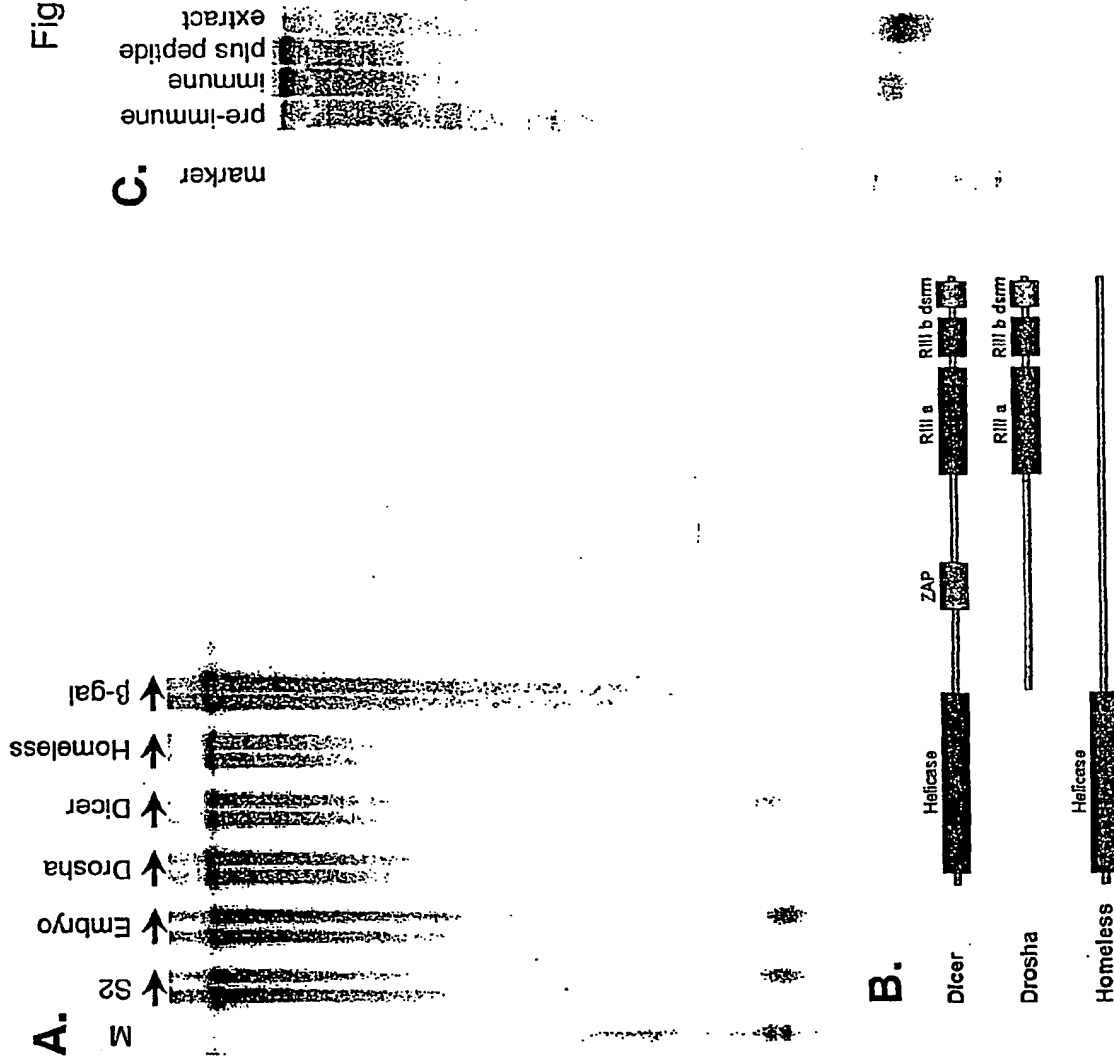 Fig
A.
M
S2
Embryo
Drosha
Dicer
Homeless
β-gal
B.
Helicase
ZAP
RIII a
RIII b
dsrm
Dicer
RIII a
RIII b
dsrm
Drosha
Helicase
Homeless
C.
marker
pre-immune
immune
plus peptide
extract